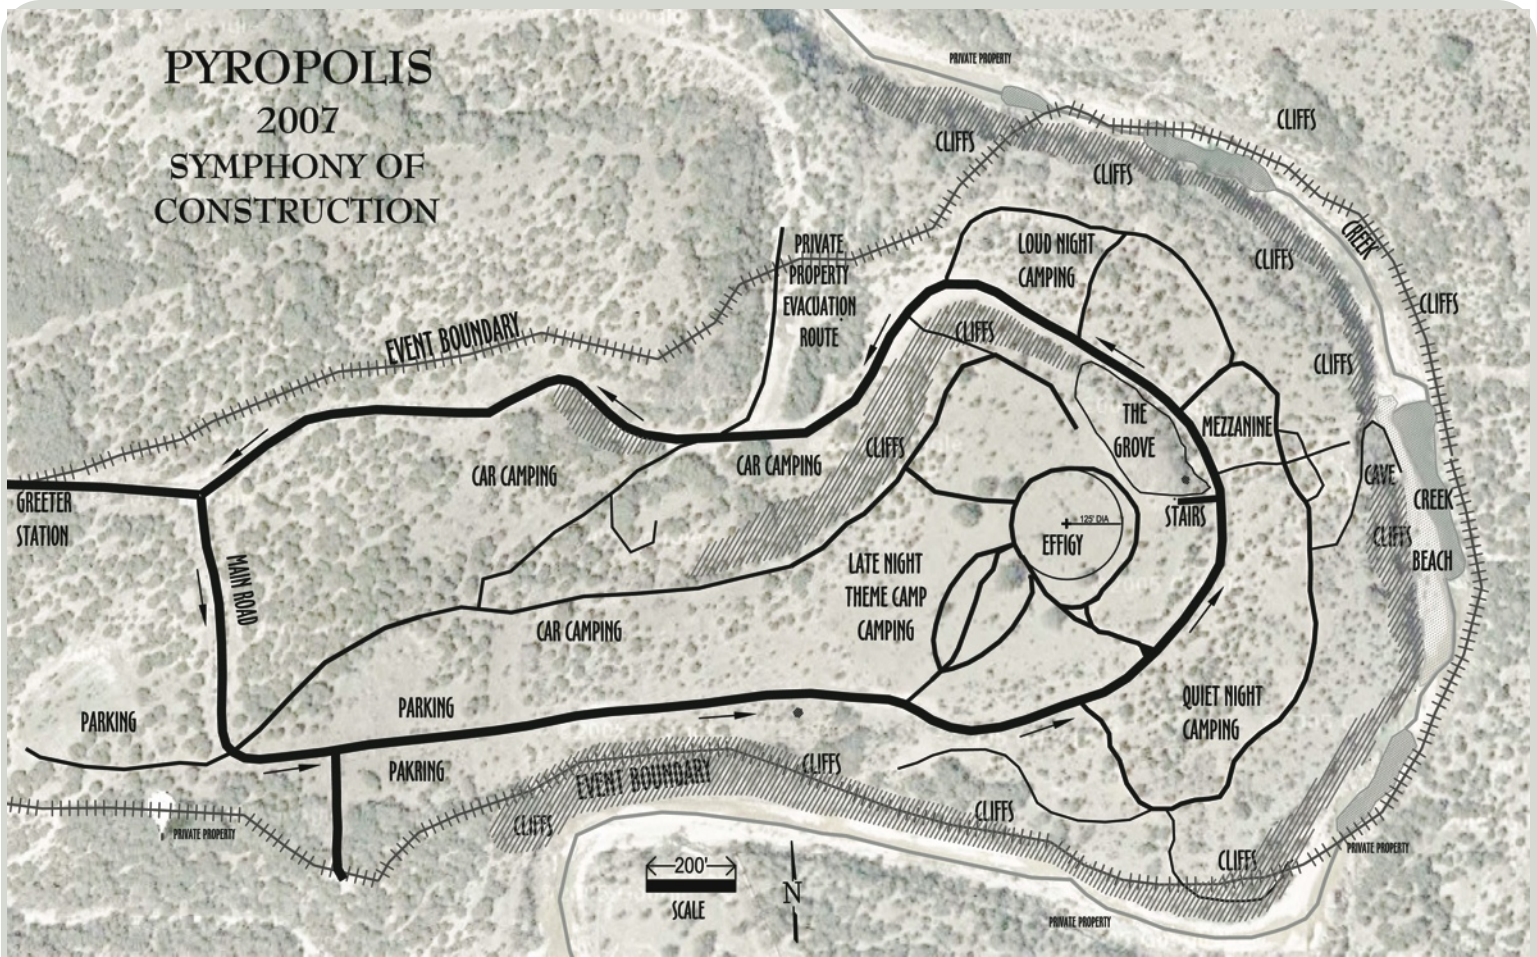 PYROPOLIS
2007
SYMPHONY OF
CONSTRUCTION
PRIVATE PROPERTY
CLIFFS
CLIFFS
CLIFFS
CREEK
CLIFFS
CLIFFS
CLIFFS
LOUD NIGHT
CAMPING
PRIVATE
PROPERTY
EVACUATION
ROUTE
EVENT BOUNDARY
CLIFFS
THE
GROVE
MEZZANINE
CLIFFS
CAR CAMPING
CAR CAMPING
GREETER
STATION
CAVE
CREEK
CLIFFS
BEACH
STAIRS
125' DIA
EFFIGY
MAIN ROAD
LATE NIGHT
THEME CAMP
CAMPING
CAR CAMPING
QUIET NIGHT
CAMPING
PARKING
PARKING
PAKRING
CLIFFS
EVENT BOUNDARY
CLIFFS
CLIFFS
PRIVATE PROPERTY
CLIFFS
PRIVATE PROPERTY
200'
SCALE
N
PRIVATE PROPERTY